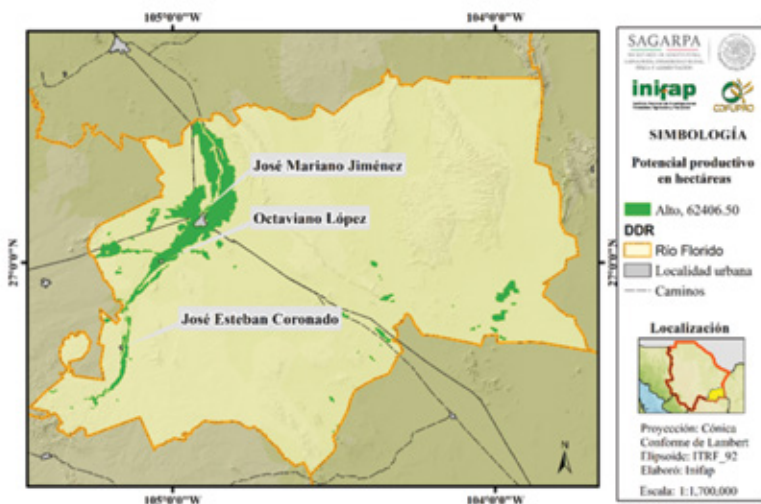 105°0'0"W
104°0'0"W
27°0'0"N
José Mariano Jiménez
Octaviano López
José Esteban Coronado
N
27°0'0"N
105°0'0"W
104°0'0"W
SAGARPA
inifap
COFUPRO
SIMBOLOGÍA
Potencial productivo
en hectáreas
Alto, 62406.50
DDR
Río Florido
Localidad urbana
Caminos
Localización
Proyección: Cónica
Conforme de Lambert
Elipsoide: ITRF_92
Elaboró: Inifap
Escala: 1:1,700,000